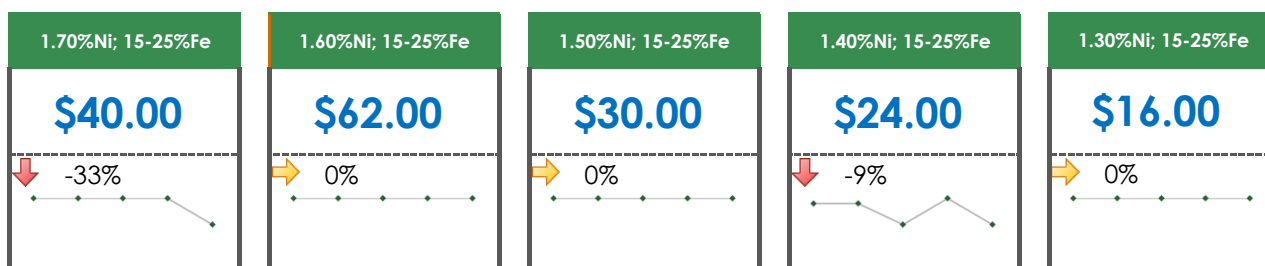 1.70%Ni; 15-25%Fe
$40.00
-33%
1.60%Ni; 15-25%Fe
$62.00
0%
1.50%Ni; 15-25%Fe
$30.00
0%
1.40%Ni; 15-25%Fe
$24.00
-9%
1.30%Ni; 15-25%Fe
$16.00
0%